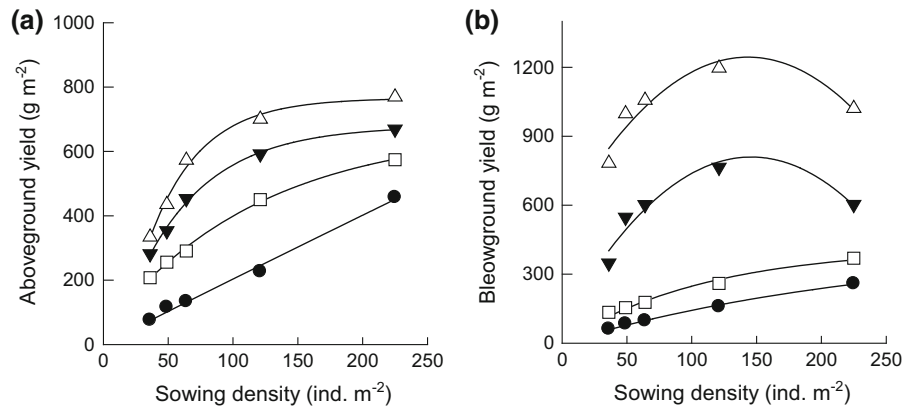 (a)
1000
800
600
400
200
0
0 50 100 150 200 250
Aboveground yield (g m⁻²)
Sowing density (ind. m⁻²)
(b)
1200
900
600
300
0
0 50 100 150 200 250
Bleowground yield (g m⁻²)
Sowing density (ind. m⁻²)